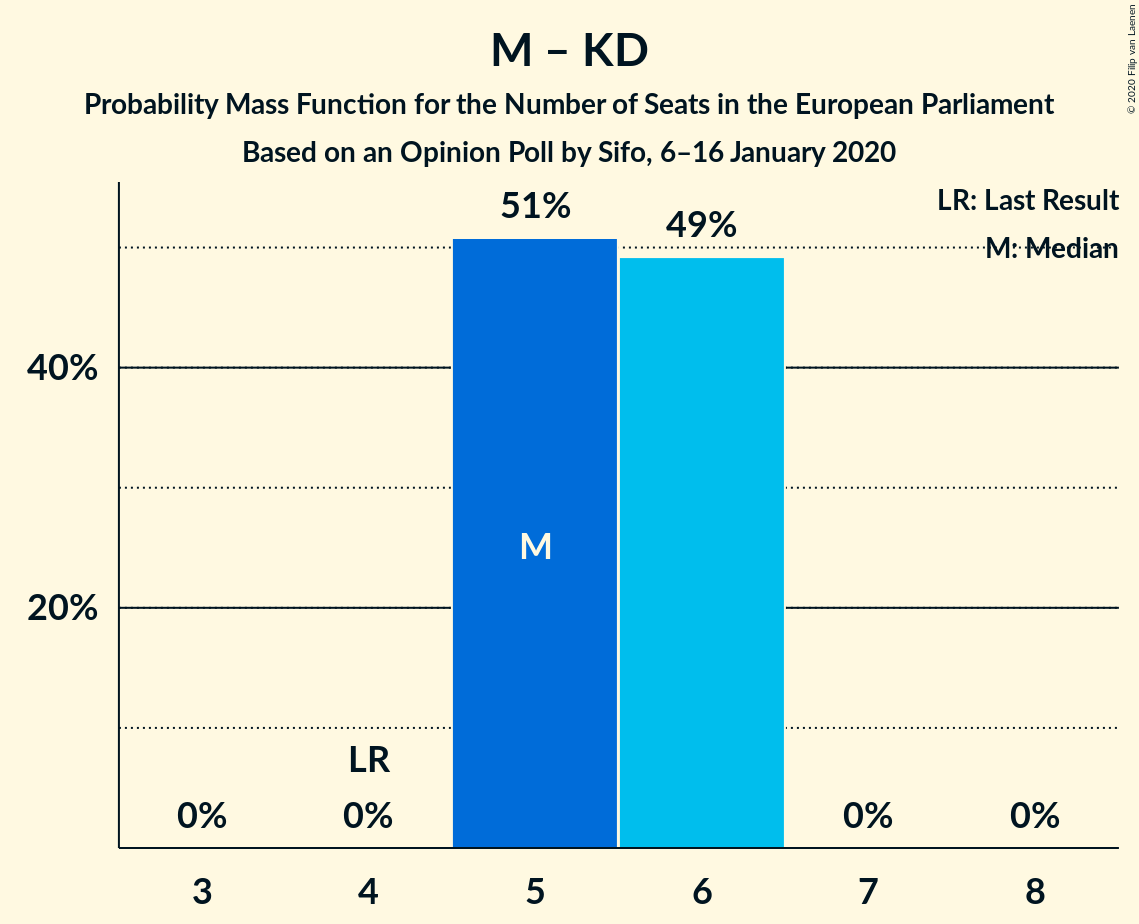 M – KD
Probability Mass Function for the Number of Seats in the European Parliament
Based on an Opinion Poll by Sifo, 6–16 January 2020
© 2020 Filip van Laenen
LR: Last Result
M: Median
51%
49%
40%
20%
M
LR
0%
0%
0%
0%
3
4
5
6
7
8